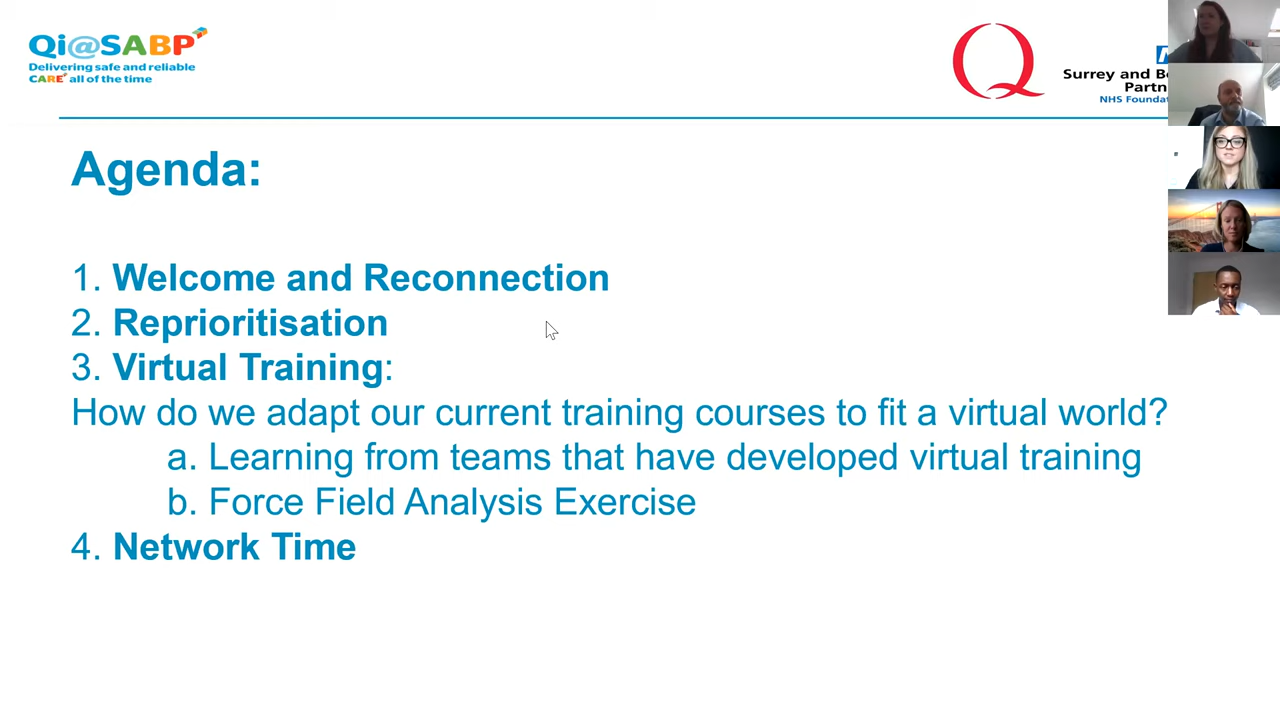 Qi@SABP
Delivering safe and reliable
CARE all of the time
Q
Surrey and
Partn
NHS Foundat
Agenda:
1. Welcome and Reconnection
2. Reprioritisation
3. Virtual Training:
How do we adapt our current training courses to fit a virtual world?
a. Learning from teams that have developed virtual training
b. Force Field Analysis Exercise
4. Network Time